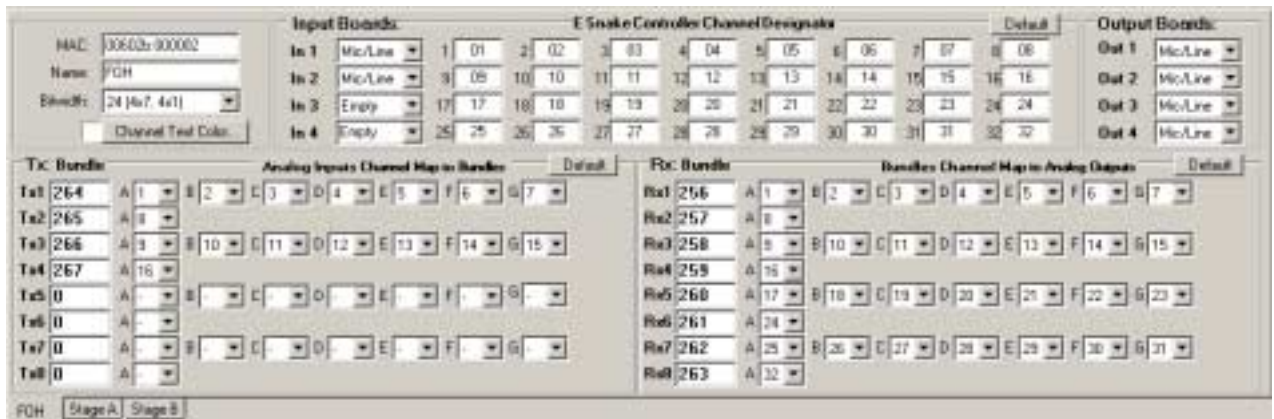 Input Boards: E Snake Controller Channel Designator Default Output Boards:
MAC: 00602b 000002 In 1 Mic/Line 1 01 2 02 3 03 4 04 5 05 6 06 7 07 8 08 Out 1 Mic/Line
Name: FOH In 2 Mic/Line 9 09 10 10 11 11 12 12 13 13 14 14 15 15 16 16 Out 2 Mic/Line
Bitwidth: 24 (4x7, 4x1) In 3 Empty 17 17 18 18 19 19 20 20 21 21 22 22 23 23 24 24 Out 3 Mic/Line
Channel Text Color... In 4 Empty 25 25 26 26 27 27 28 28 29 29 30 30 31 31 32 32 Out 4 Mic/Line
Tx: Bundle Analog Inputs Channel Map to Bundles Default
Tx1 264 A 1 B 2 C 3 D 4 E 5 F 6 G 7
Tx2 265 A 8
Tx3 266 A 9 B 10 C 11 D 12 E 13 F 14 G 15
Tx4 267 A 16
Tx5 0 A - B - C - D - E - F - G -
Tx6 0 A -
Tx7 0 A - B - C - D - E - F - G -
Tx8 0 A -
Rx: Bundle Bundles Channel Map to Analog Outputs Default
Rx1 256 A 1 B 2 C 3 D 4 E 5 F 6 G 7
Rx2 257 A 8
Rx3 258 A 9 B 10 C 11 D 12 E 13 F 14 G 15
Rx4 259 A 16
Rx5 260 A 17 B 18 C 19 D 20 E 21 F 22 G 23
Rx6 261 A 24
Rx7 262 A 25 B 26 C 27 D 28 E 29 F 30 G 31
Rx8 263 A 32
FOH Stage A Stage B